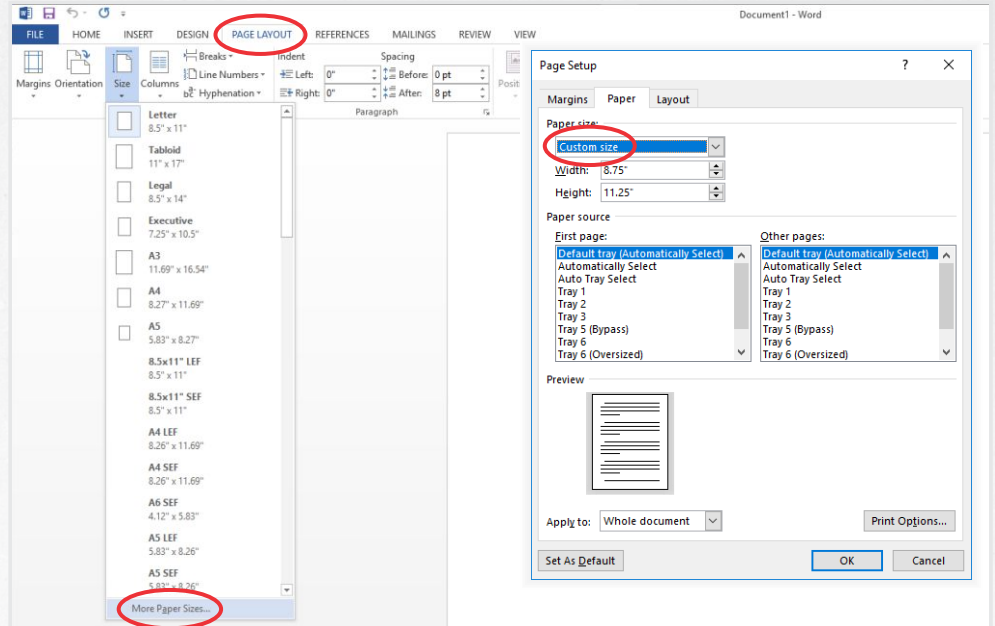 Document1 - Word
FILE HOME INSERT DESIGN PAGE LAYOUT REFERENCES MAILINGS REVIEW VIEW
Margins Orientation Size Columns
Breaks
Line Numbers
Hyphenation
Indent
Left: 0"
Right: 0"
Spacing
Before: 0 pt
After: 8 pt
Paragraph
Posit
Letter
8.5" x 11"
Tabloid
11" x 17"
Legal
8.5" x 14"
Executive
7.25" x 10.5"
A3
11.69" x 16.54"
A4
8.27" x 11.69"
A5
5.83" x 8.27"
8.5x11" LEF
8.5" x 11"
8.5x11" SEF
8.5" x 11"
A4 LEF
8.26" x 11.69"
A4 SEF
8.26" x 11.69"
A6 SEF
4.12" x 5.83"
A5 LEF
5.83" x 8.26"
A5 SEF
5.83" x 8.26"
More Paper Sizes...
Page Setup ?
Margins Paper Layout
Paper size:
Custom size
Width: 8.75"
Height: 11.25"
Paper source
First page:
Default tray (Automatically Select)
Automatically Select
Auto Tray Select
Tray 1
Tray 2
Tray 3
Tray 5 (Bypass)
Tray 6
Tray 6 (Oversized)
Other pages:
Default tray (Automatically Select)
Automatically Select
Auto Tray Select
Tray 1
Tray 2
Tray 3
Tray 5 (Bypass)
Tray 6
Tray 6 (Oversized)
Preview
Apply to: Whole document
Print Options...
Set As Default
OK
Cancel